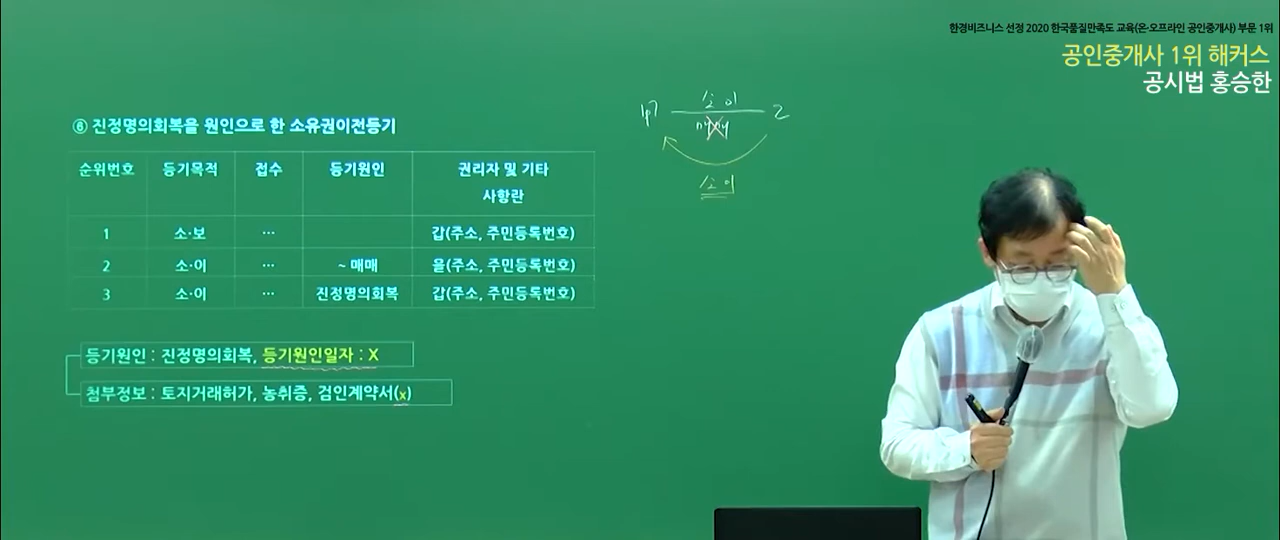 한경비즈니스 선정 2020 한국품질만족도 교육(온·오프라인 공인중개사) 부문 1위
공인중개사 1위 해커스
공시법 홍승한
⑥ 진정명의회복을 원인으로 한 소유권이전등기
순위번호 등기목적 접수 등기원인 권리자 및 기타 사항란
1 소·보 ··· 갑(주소, 주민등록번호)
2 소·이 ··· ~ 매매 을(주소, 주민등록번호)
3 소·이 ··· 진정명의회복 갑(주소, 주민등록번호)
등기원인 : 진정명의회복, 등기원인일자 : X
첨부정보 : 토지거래허가, 농취증, 검인계약서(x)
갑 소이 을
매매
소이